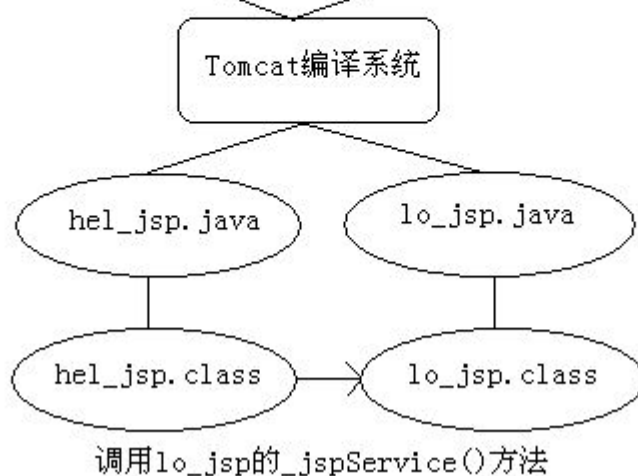 Tomcat编译系统
hel_jsp.java
lo_jsp.java
hel_jsp.class
lo_jsp.class
调用lo_jsp的_jspService()方法